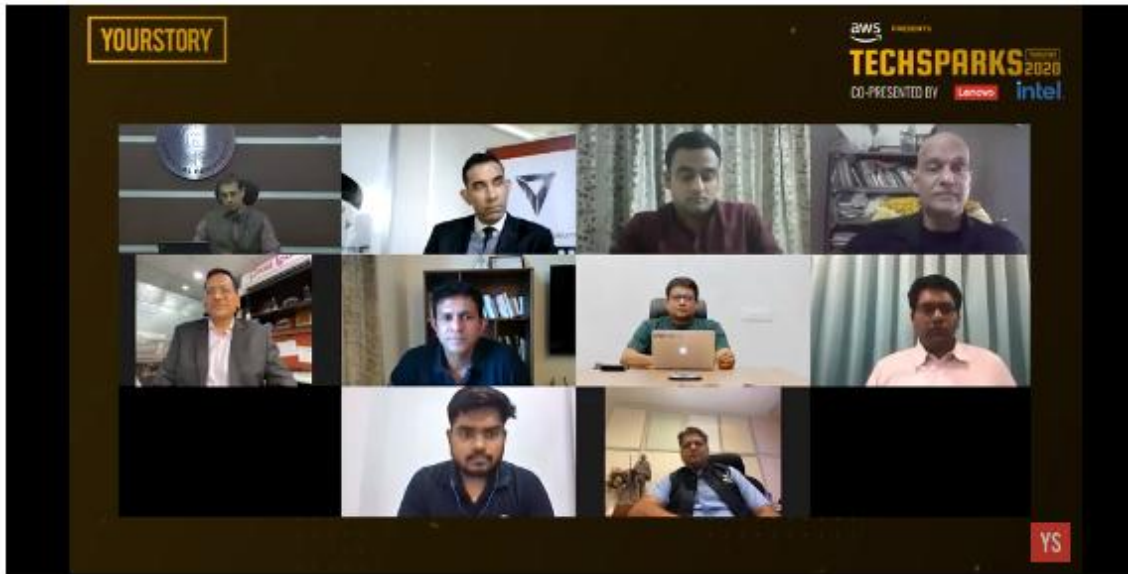 YOURSTORY
aws PRESENTS
TECHSPARKS 2020
CO-PRESENTED BY Lenovo intel
YS